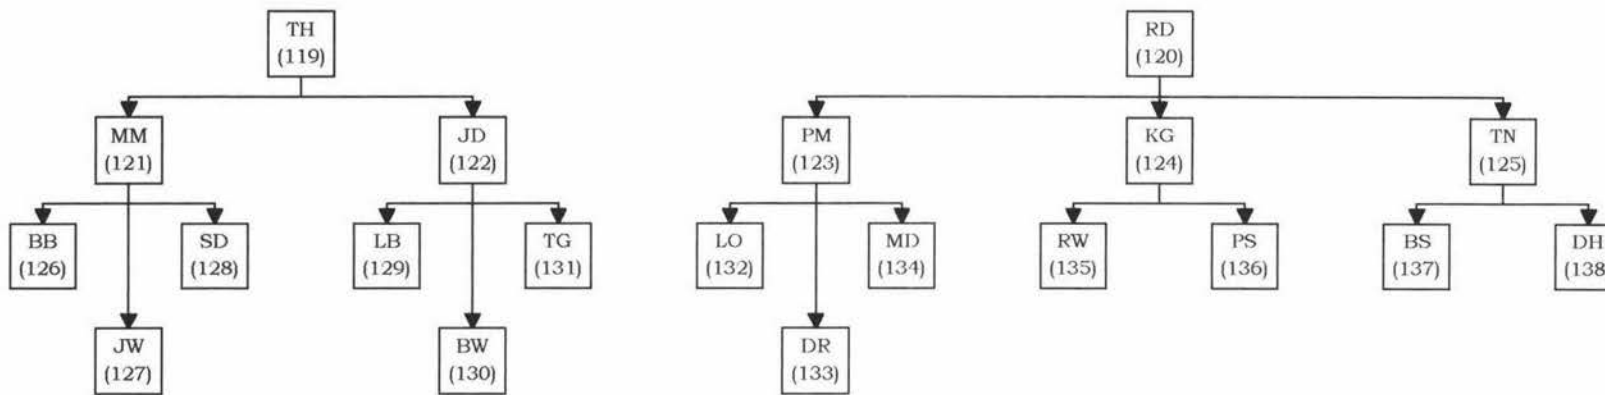 TH
(119)
RD
(120)
MM
(121)
JD
(122)
PM
(123)
KG
(124)
TN
(125)
BB
(126)
SD
(128)
LB
(129)
TG
(131)
LO
(132)
MD
(134)
RW
(135)
PS
(136)
BS
(137)
DH
(138
JW
(127)
BW
(130)
DR
(133)